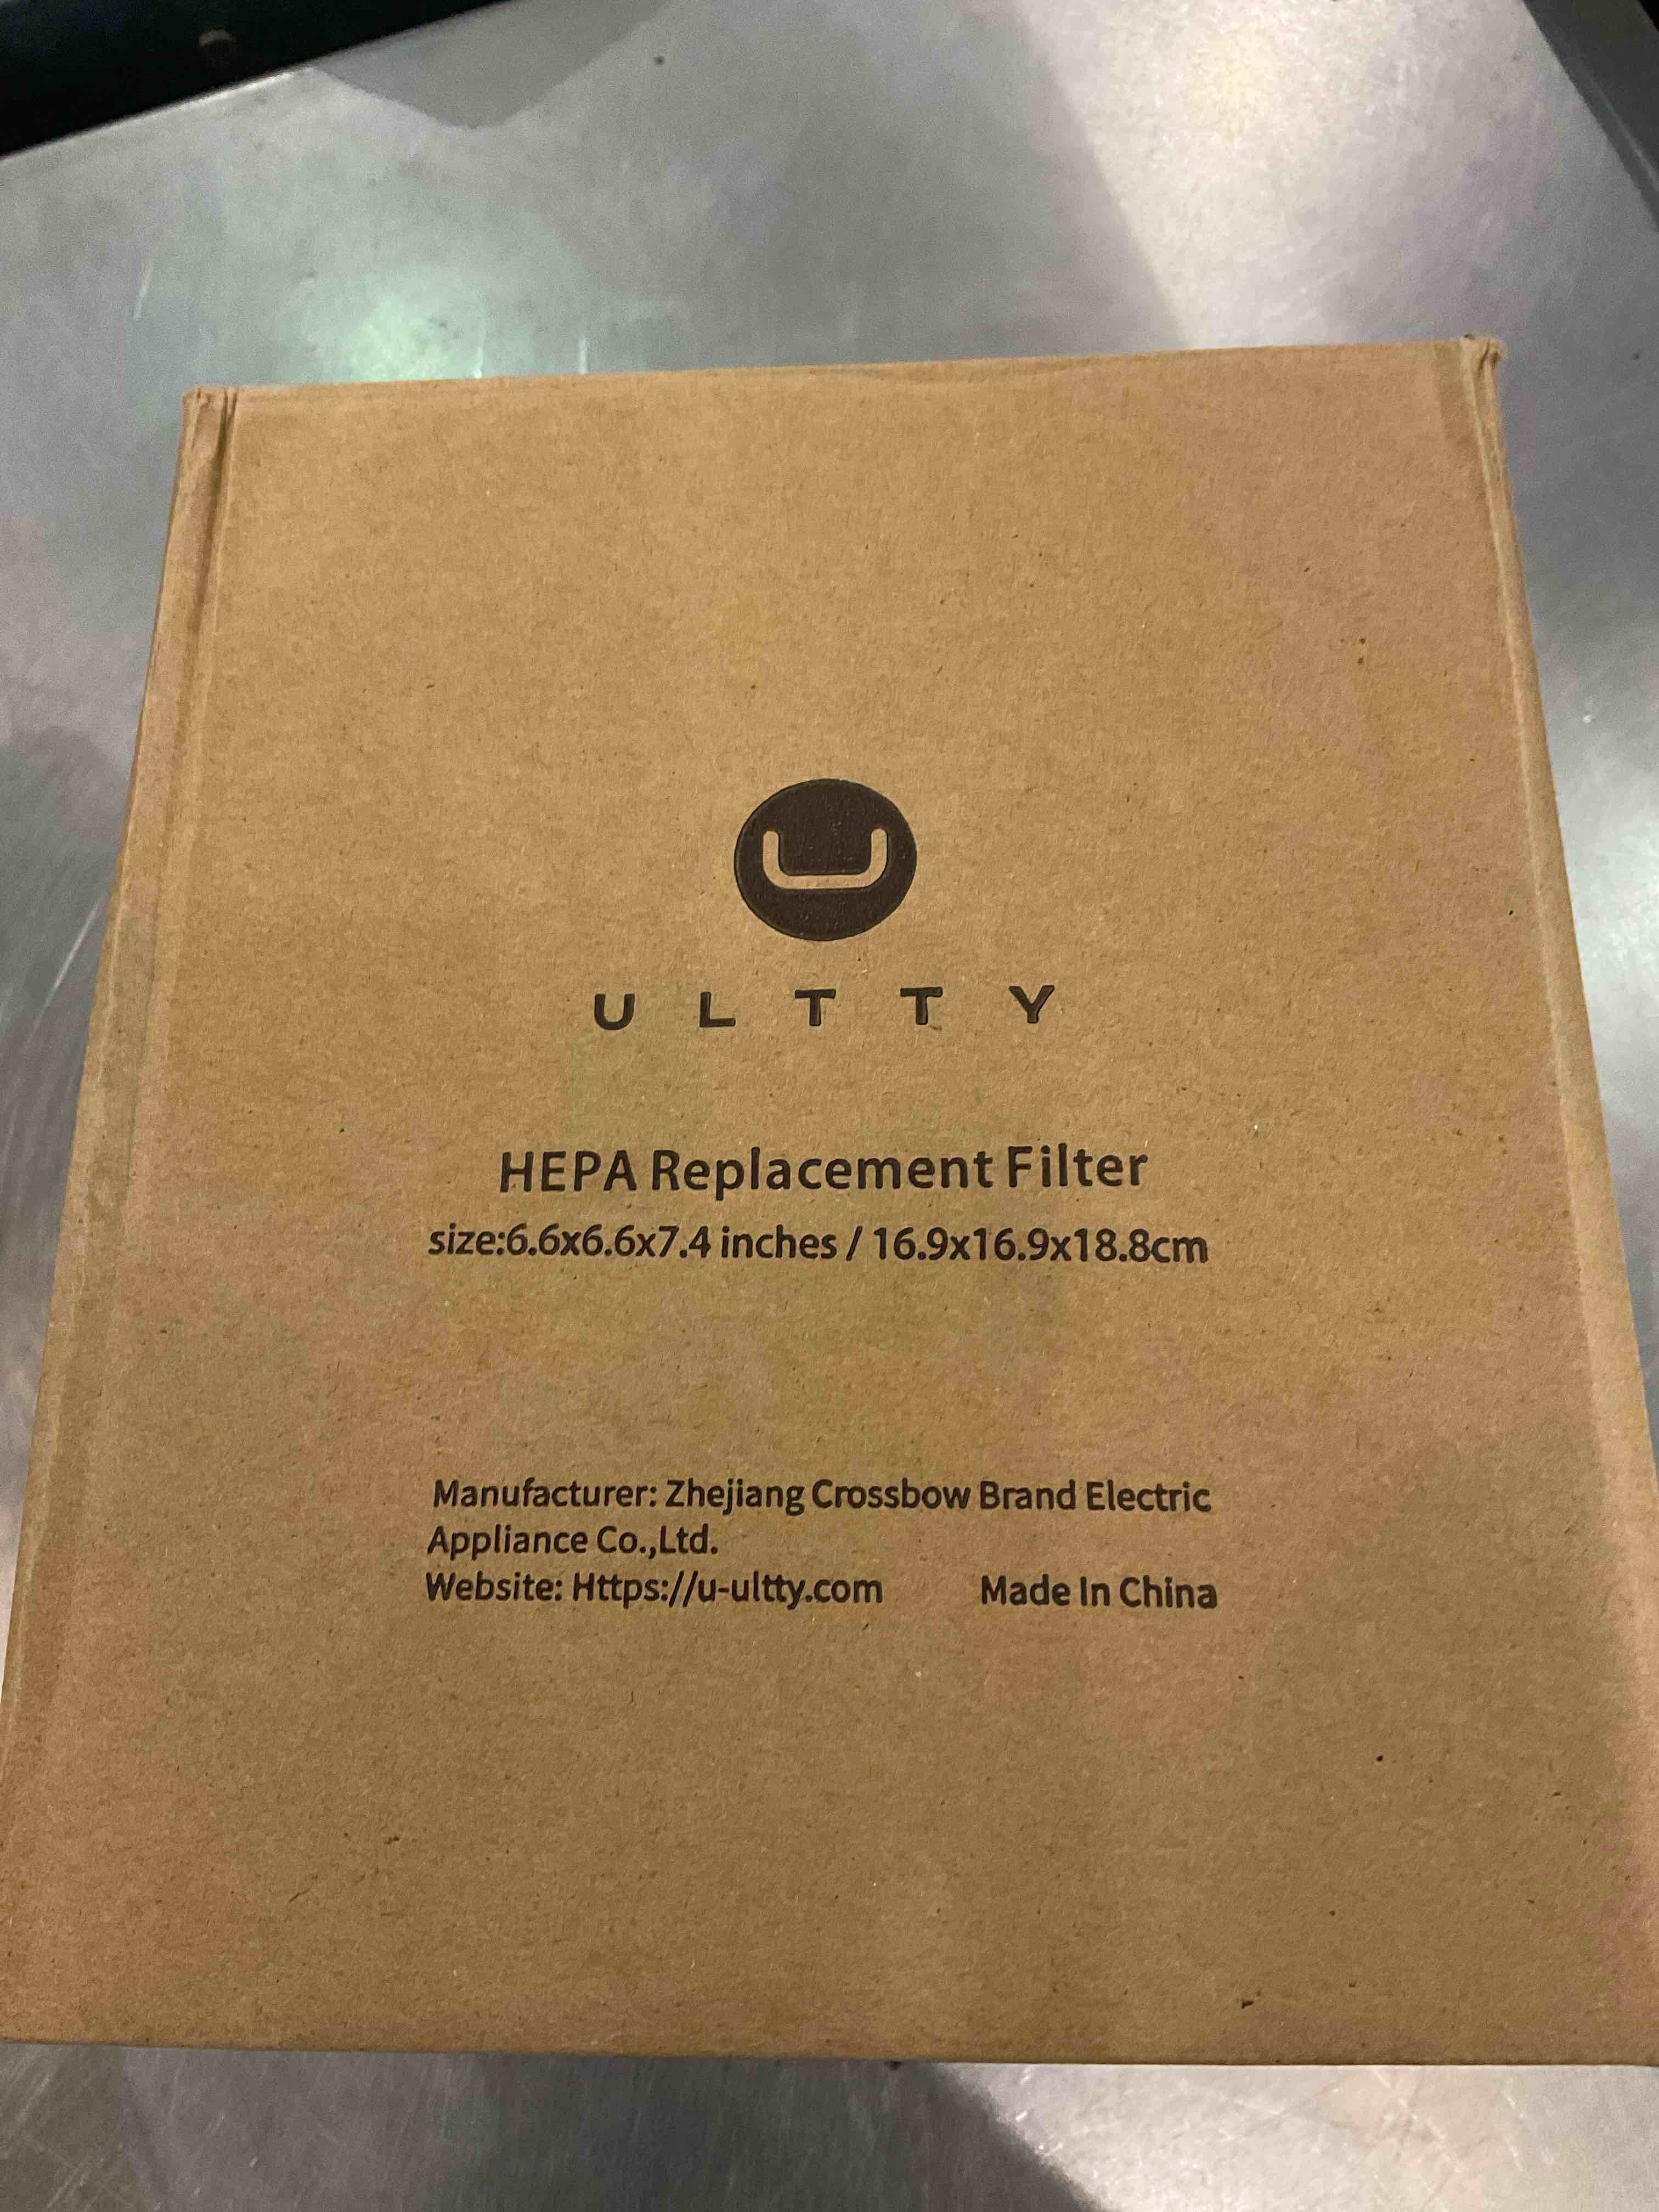 ULTTY
HEPA Replacement Filter
size:6.6x6.6x7.4 inches / 16.9x16.9x18.8cm
Manufacturer: Zhejiang Crossbow Brand Electric
Appliance Co.,Ltd.
Website: Https://u-ultty.com Made In China